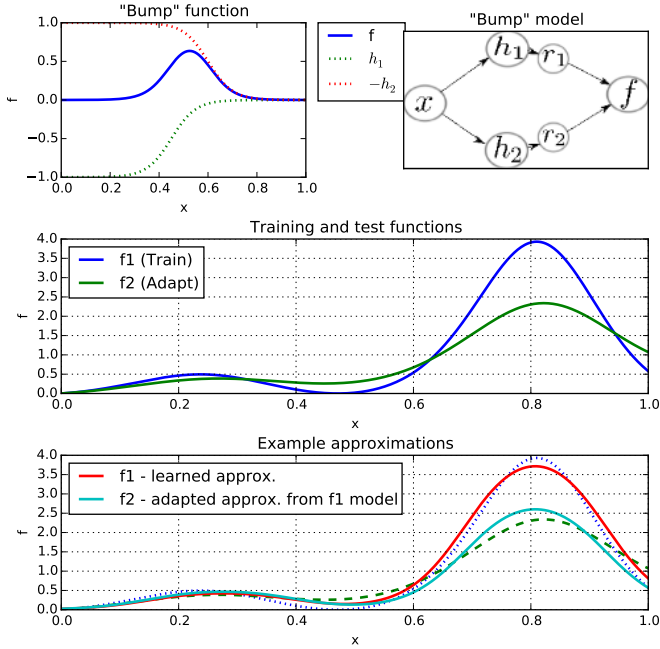 "Bump" function
1.0
0.5
0.0
−0.5
−1.0
f
0.0 0.2 0.4 0.6 0.8 1.0
x
f
h₁
−h₂
"Bump" model
x
h₁ r₁
h₂ r₂
f
Training and test functions
4.0
3.5
3.0
2.5
2.0
1.5
1.0
0.5
0.0
f
f1 (Train)
f2 (Adapt)
0.0 0.2 0.4 0.6 0.8 1.0
x
Example approximations
4.0
3.5
3.0
2.5
2.0
1.5
1.0
0.5
0.0
f
f1 - learned approx.
f2 - adapted approx. from f1 model
0.0 0.2 0.4 0.6 0.8 1.0
x